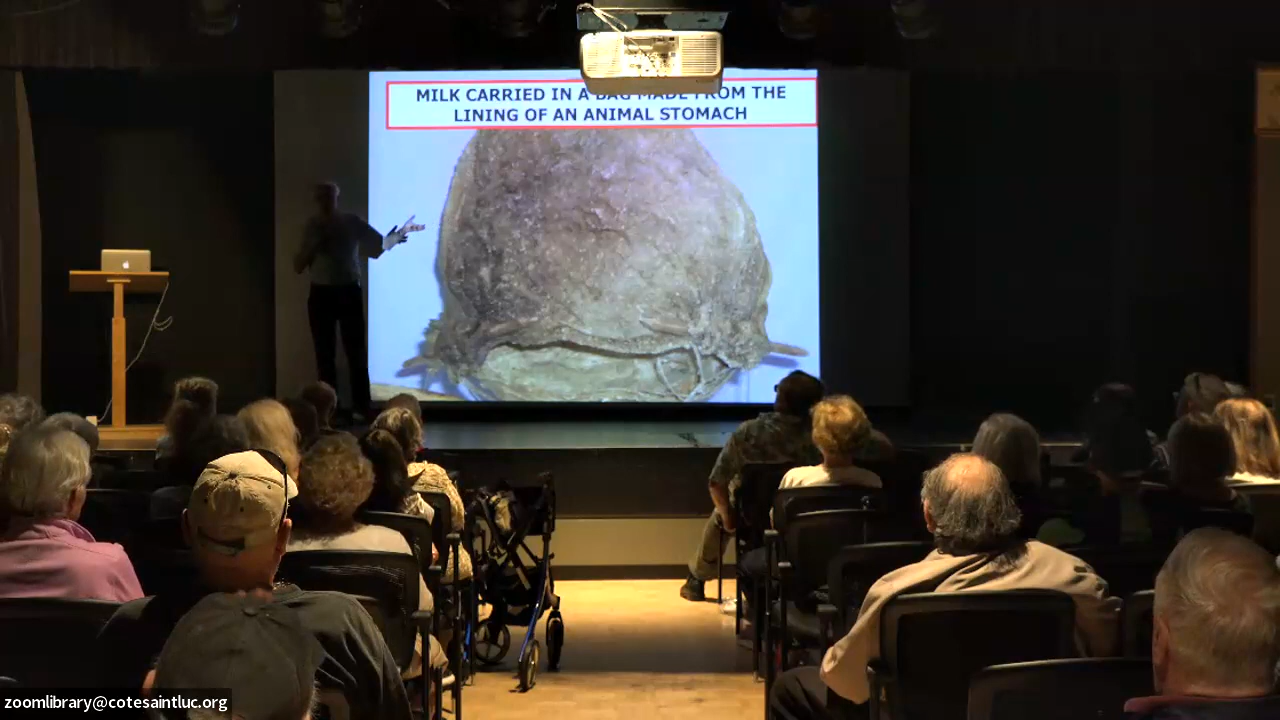 MILK CARRIED IN A BAG MADE FROM THE
LINING OF AN ANIMAL STOMACH
zoomlibrary@cotesaintluc.org